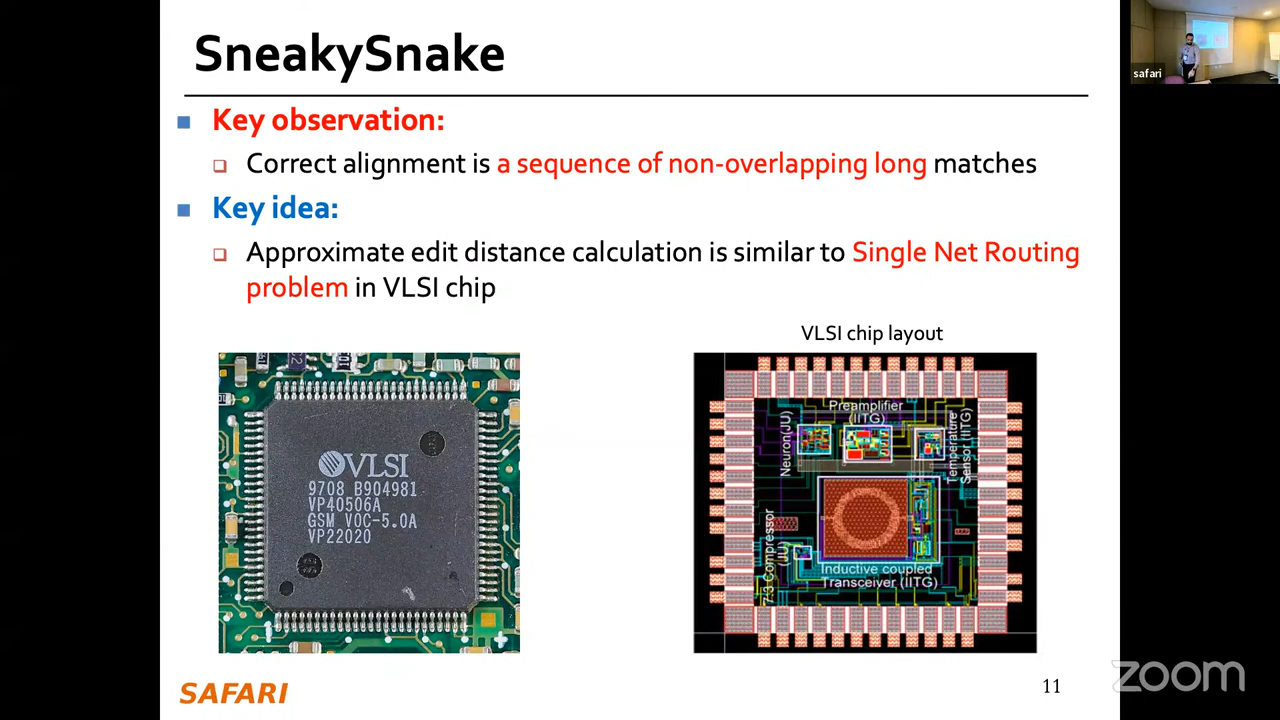 SneakySnake
safari
Key observation:
Correct alignment is a sequence of non-overlapping long matches
Key idea:
Approximate edit distance calculation is similar to Single Net Routing
problem in VLSI chip
VLSI chip layout
VLSI
9708 B904981
VP40506A
GSM VOC-5.0A
VP22020
Preamplifier
(IITG)
Neuron(JU)
Temperature
Sensor (IITG)
7:3 Compressor
(JU)
Inductive coupled
Transceiver (IITG)
SAFARI
11
zoom